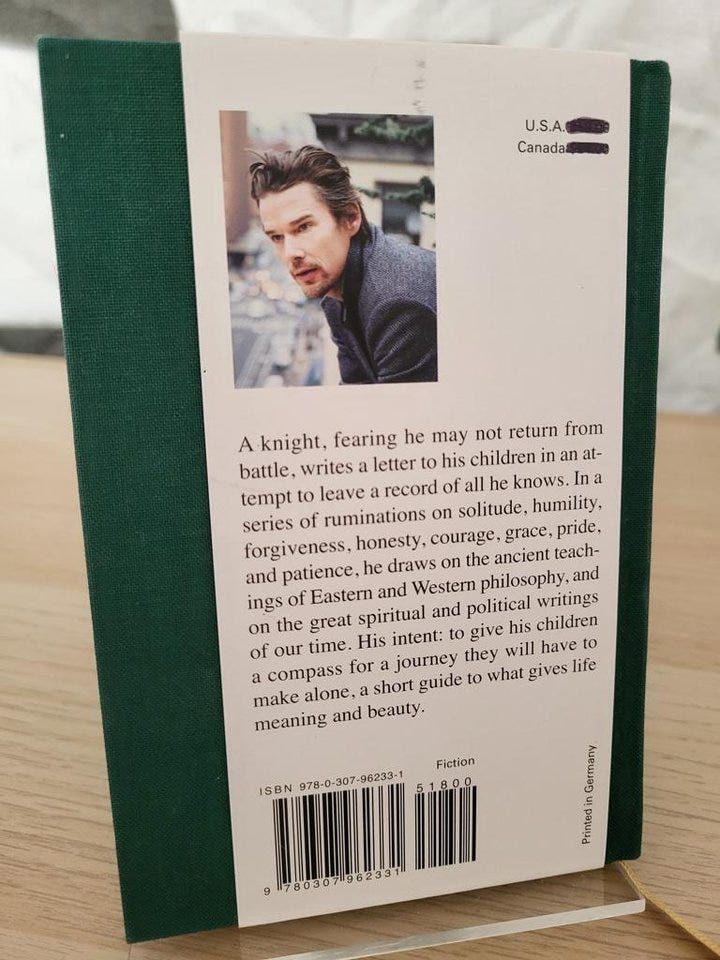 U.S.A.
Canada
A knight, fearing he may not return from
battle, writes a letter to his children in an at-
tempt to leave a record of all he knows. In a
series of ruminations on solitude, humility,
forgiveness, honesty, courage, grace, pride,
and patience, he draws on the ancient teach-
ings of Eastern and Western philosophy, and
on the great spiritual and political writings
of our time. His intent: to give his children
a compass for a journey they will have to
make alone, a short guide to what gives life
meaning and beauty.
Fiction
ISBN 978-0-307-96233-1
51800
9 780307 962331
Printed in Germany